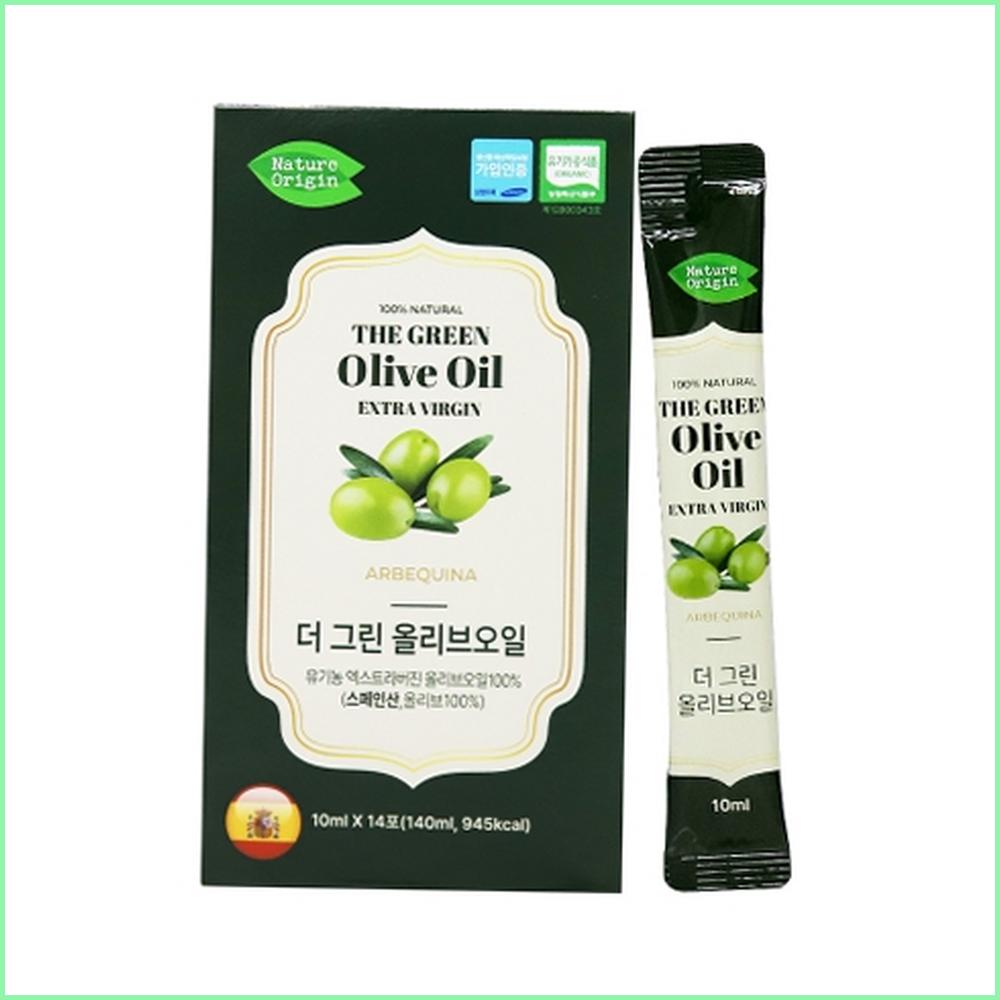 Nature
Origin
가입인증
유기가공식품
(ORGANIC)
100% NATURAL
THE GREEN
Olive Oil
EXTRA VIRGIN
ARBEQUINA
더 그린 올리브오일
유기농 엑스트라버진 올리브오일100%
(스페인산,올리브100%)
10ml X 14포(140ml, 945kcal)
Nature
Origin
100% NATURAL
THE GREEN
Olive
Oil
EXTRA VIRGIN
ARBEQUINA
더 그린
올리브오일
10ml